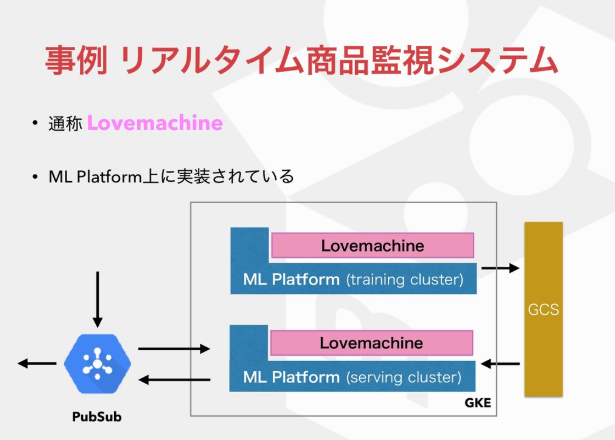 事例 リアルタイム商品監視システム
• 通称 Lovemachine
• ML Platform上に実装されている
Lovemachine
ML Platform (training cluster)
GCS
Lovemachine
ML Platform (serving cluster)
GKE
PubSub